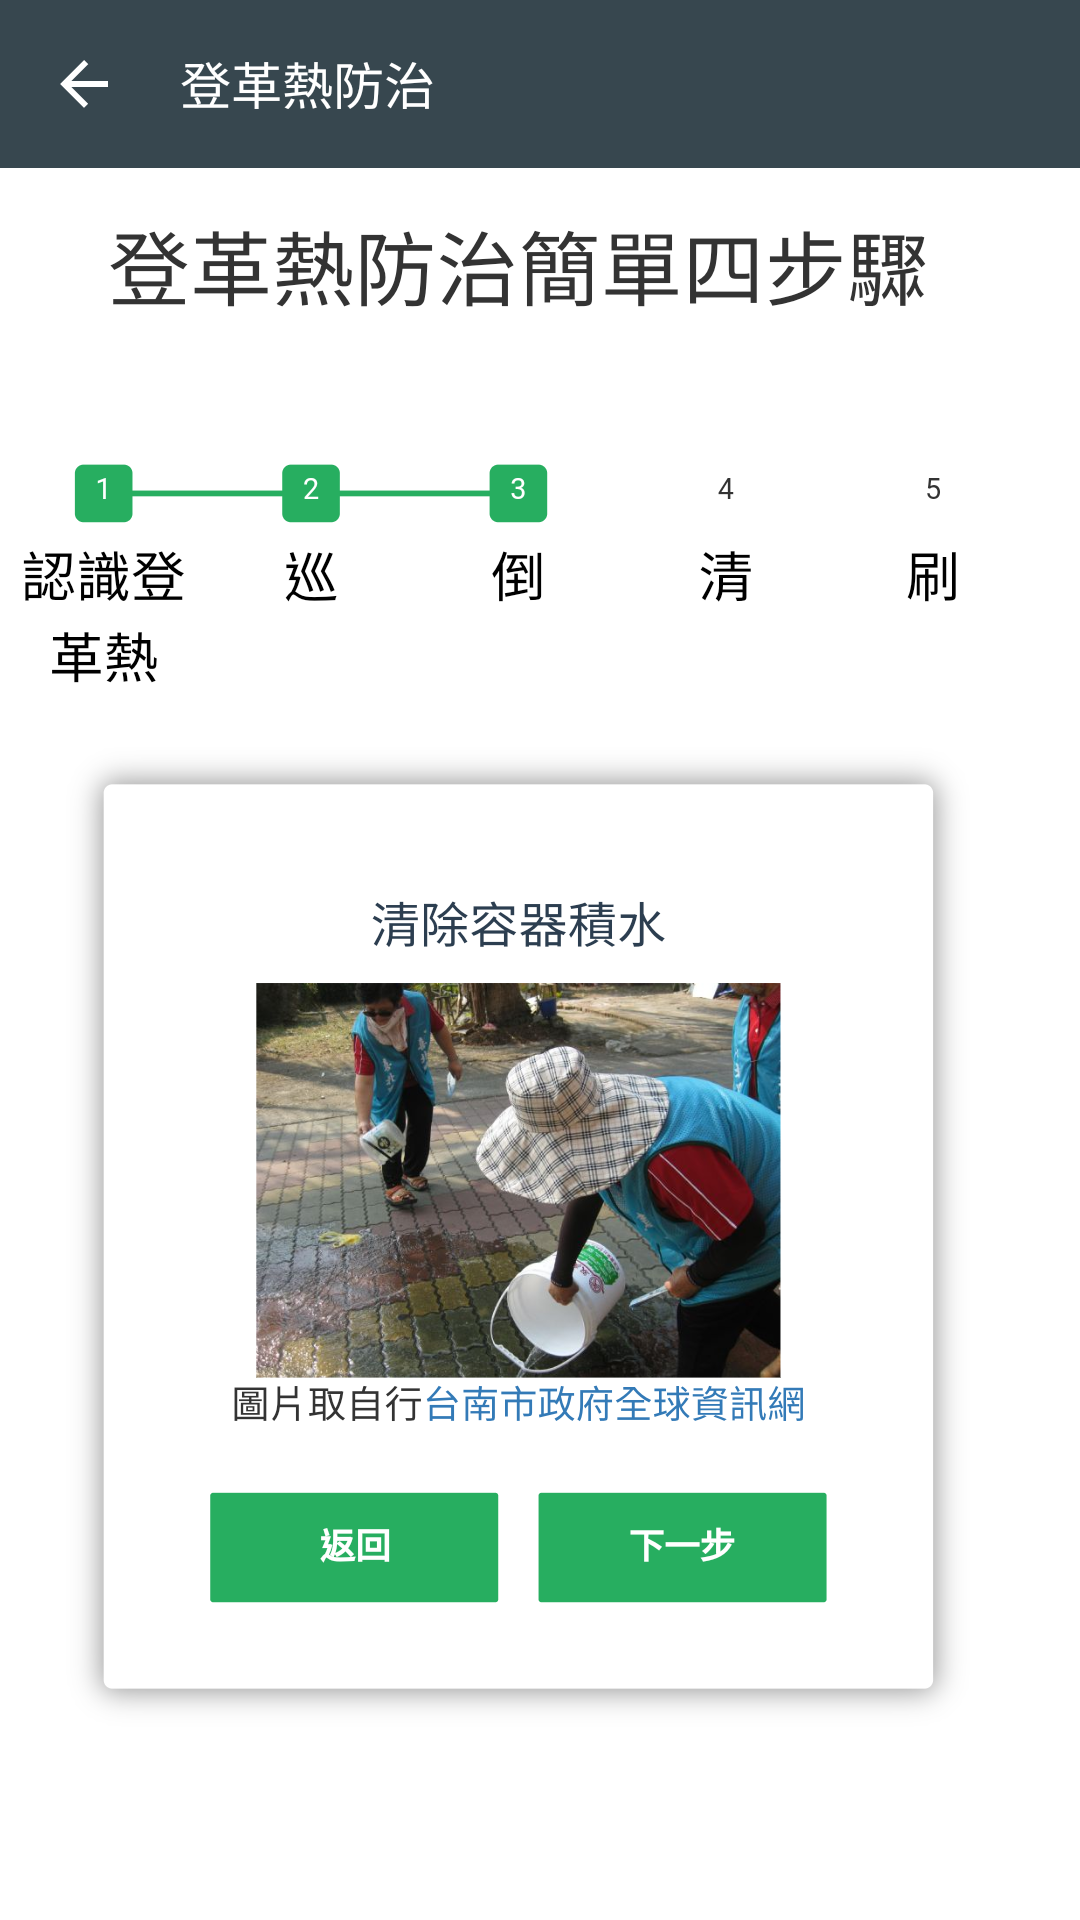 登革熱防治
登革熱防治簡單四步驟
1 2 3 4 5
認識登 巡 倒 清 刷
革熱
清除容器積水
圖片取自行台南市政府全球資訊網
返回 下一步